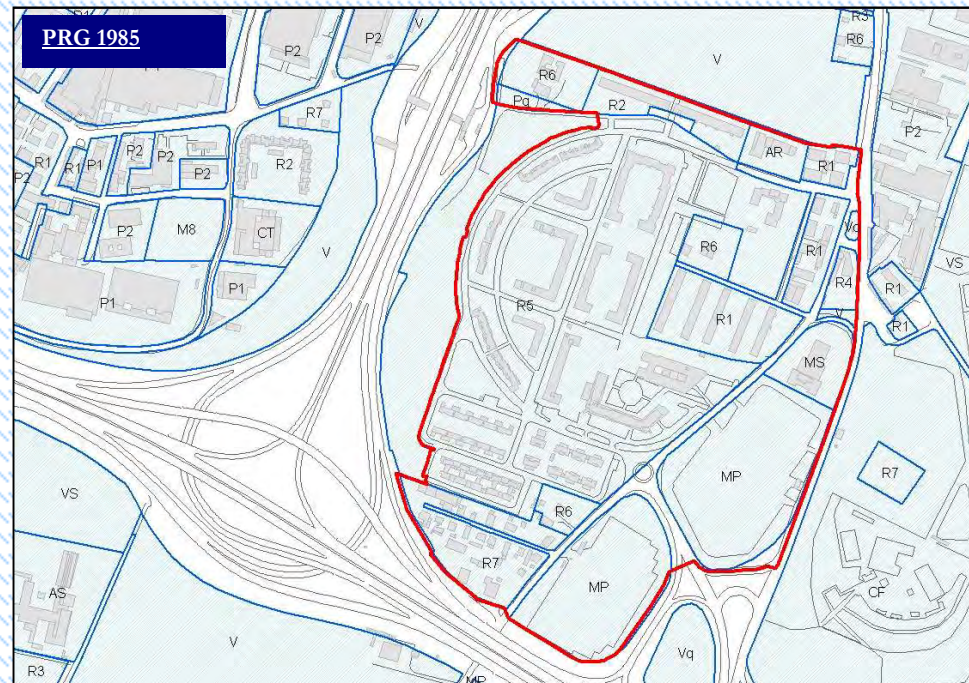 PRG 1985
V
P2
P2
R3
R6
V
R6
Pq
R2
R7
P2
P2
P2
R1
R1
P1
R2
P2
P2
AR
R1
P2
M8
CT
V
R6
R1
Vq
VS
P1
P1
R5
R4
R1
R1
V
R1
MS
MP
R7
VS
R6
R7
MP
CF
AS
V
Vq
R3
MP